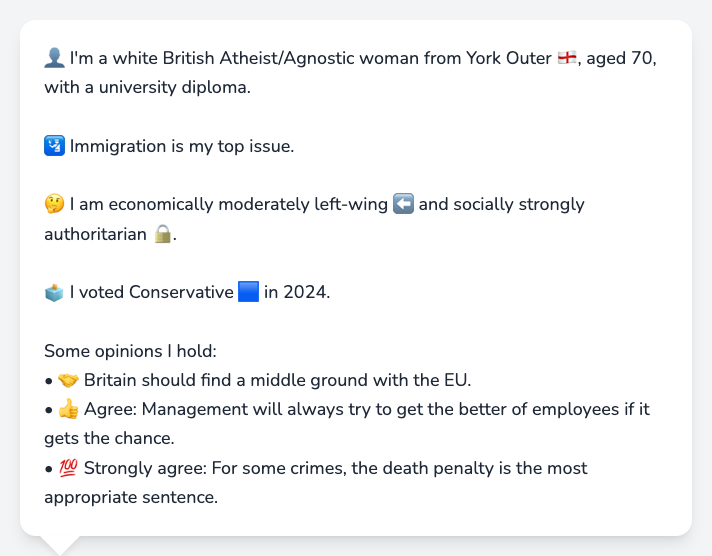 👤 I'm a white British Atheist/Agnostic woman from York Outer 🏴󠁧󠁢󠁥󠁮󠁧󠁿, aged 70,
with a university diploma.
🛂 Immigration is my top issue.
🤔 I am economically moderately left-wing ⬅️ and socially strongly
authoritarian 🔒.
🗳️ I voted Conservative 🟦 in 2024.
Some opinions I hold:
• 🤝 Britain should find a middle ground with the EU.
• 👍 Agree: Management will always try to get the better of employees if it
gets the chance.
• 💯 Strongly agree: For some crimes, the death penalty is the most
appropriate sentence.